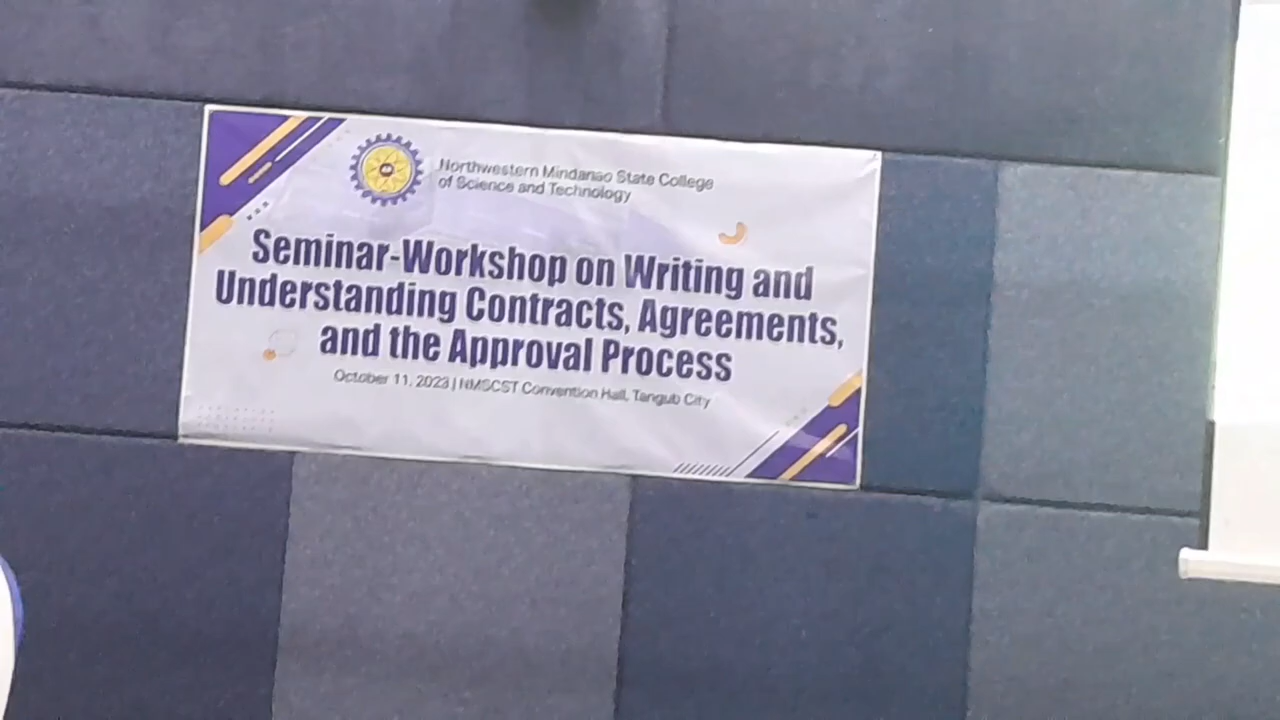 Northwestern Mindanao State College
of Science and Technology
Seminar-Workshop on Writing and
Understanding Contracts, Agreements,
and the Approval Process
October 11, 2023 | NMSCST Convention Hall, Tangub City